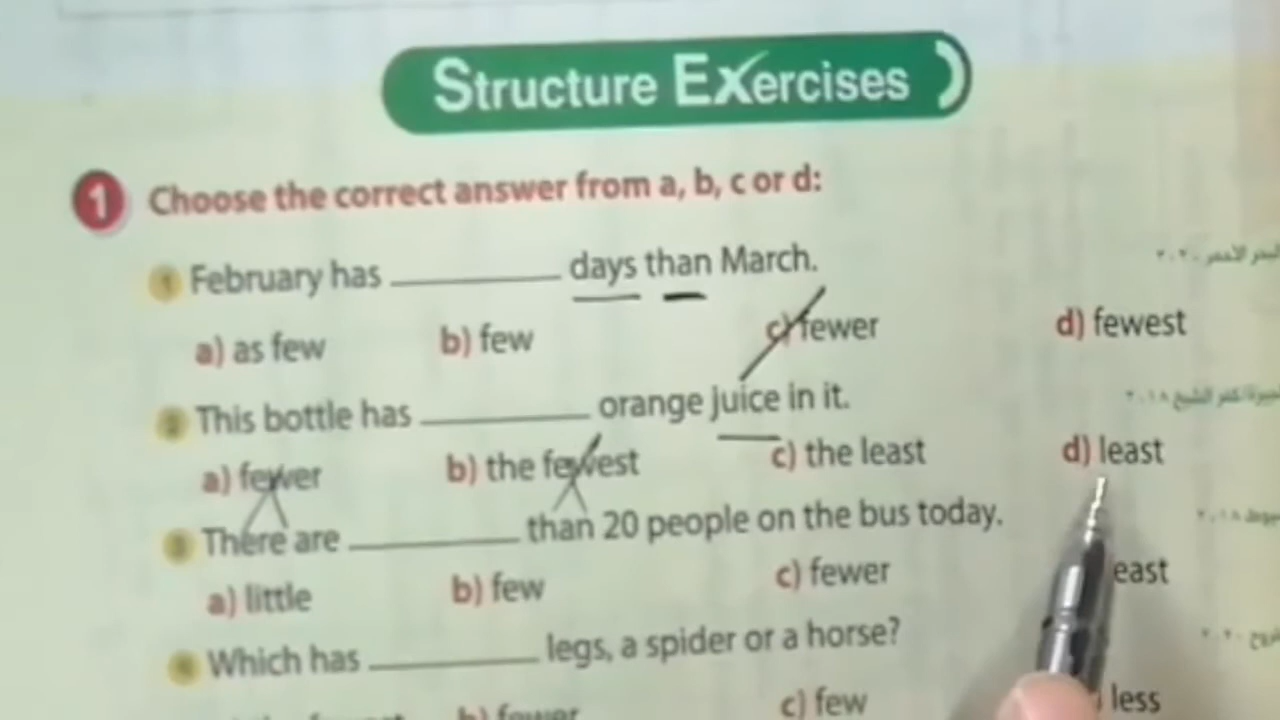 Structure Exercises
1 Choose the correct answer from a, b, c or d:
1 February has ________ days than March.
a) as few b) few c) fewer d) fewest
2 This bottle has ________ orange juice in it.
a) fewer b) the fewest c) the least d) least
3 There are ________ than 20 people on the bus today.
a) little b) few c) fewer east
4 Which has ________ legs, a spider or a horse?
b) fewer c) few less